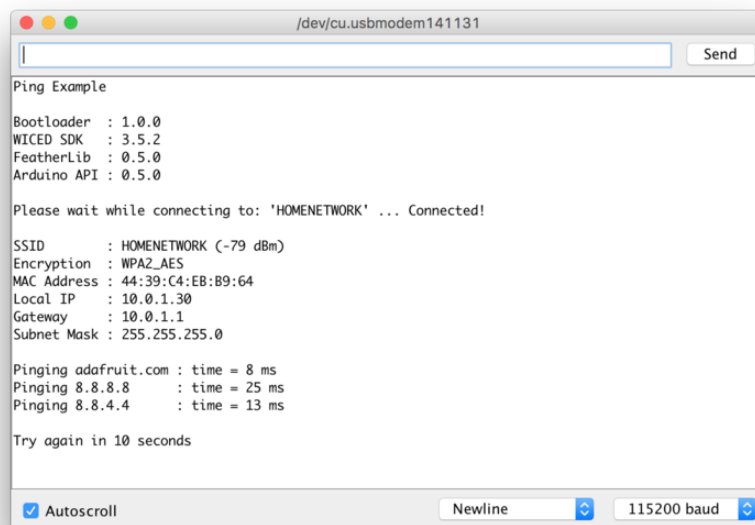 /dev/cu.usbmodem141131
Send
Ping Example
Bootloader : 1.0.0
WICED SDK : 3.5.2
FeatherLib : 0.5.0
Arduino API : 0.5.0
Please wait while connecting to: 'HOMENETWORK' ... Connected!
SSID : HOMENETWORK (-79 dBm)
Encryption : WPA2_AES
MAC Address : 44:39:C4:EB:B9:64
Local IP : 10.0.1.30
Gateway : 10.0.1.1
Subnet Mask : 255.255.255.0
Pinging adafruit.com : time = 8 ms
Pinging 8.8.8.8 : time = 25 ms
Pinging 8.8.4.4 : time = 13 ms
Try again in 10 seconds
Autoscroll Newline 115200 baud